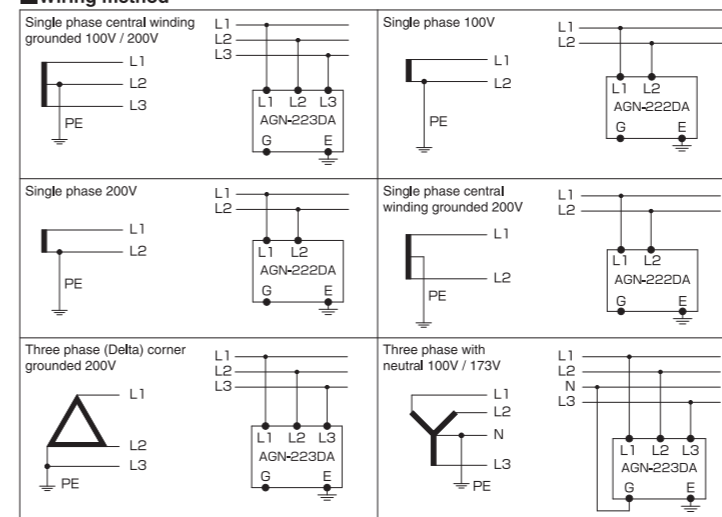 ■Wiring method
Single phase central winding
grounded 100V / 200V
L1
L2
L3
PE
L1
L2
L3
L1 L2 L3
AGN-223DA
G E
Single phase 100V
L1
L2
PE
L1
L2
L1 L2
AGN-222DA
G E
Single phase 200V
L1
L2
PE
L1
L2
L1 L2
AGN-222DA
G E
Single phase central
winding grounded 200V
L1
L2
PE
L1
L2
L1 L2
AGN-222DA
G E
Three phase (Delta) corner
grounded 200V
L1
L2
L3
PE
L1
L2
L3
L1 L2 L3
AGN-223DA
G E
Three phase with
neutral 100V / 173V
L1
L2
N
L3
PE
L1
L2
N
L3
L1 L2 L3
AGN-223DA
G E